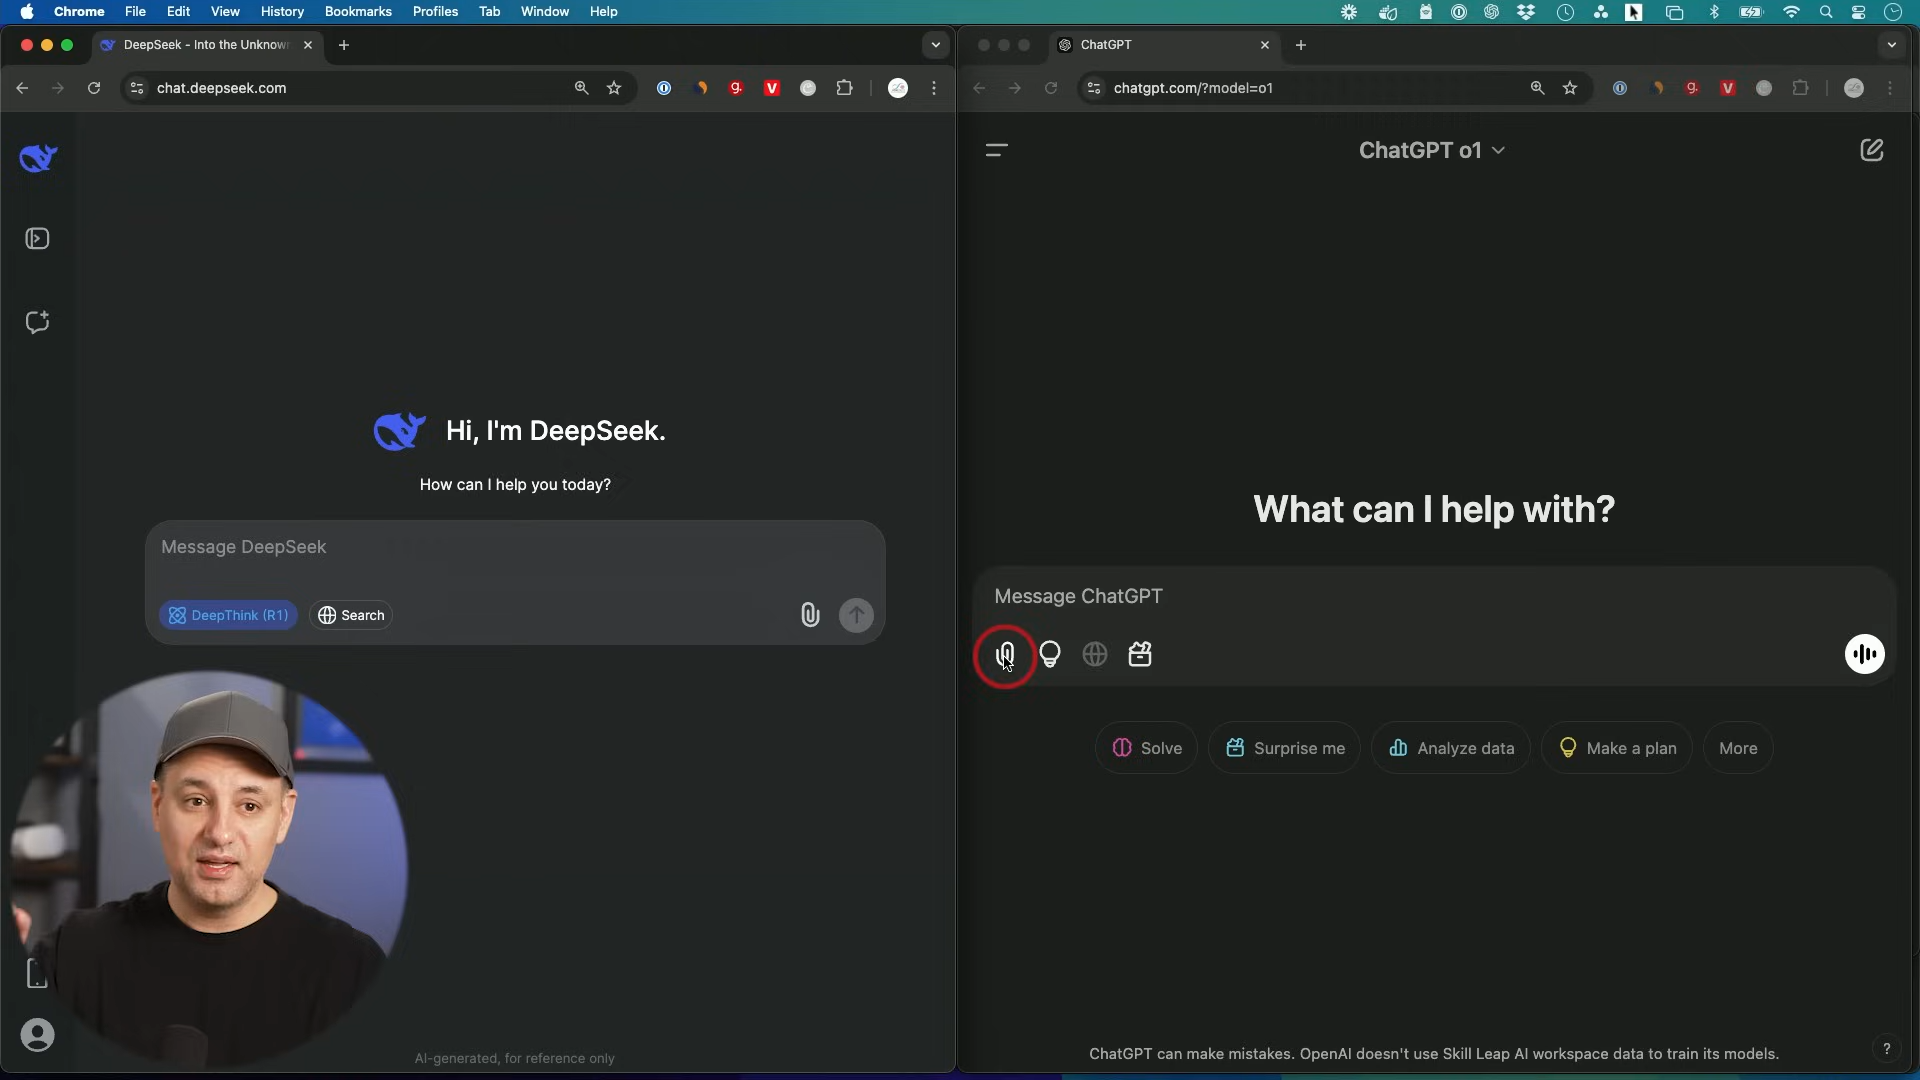 Chrome File Edit View History Bookmarks Profiles Tab Window Help
DeepSeek - Into the Unknown
chat.deepseek.com
Hi, I'm DeepSeek.
How can I help you today?
Message DeepSeek
DeepThink (R1) Search
AI-generated, for reference only
ChatGPT
chatgpt.com/?model=o1
g.
V
ChatGPT o1
What can I help with?
Message ChatGPT
Solve Surprise me Analyze data Make a plan More
ChatGPT can make mistakes. OpenAI doesn't use Skill Leap AI workspace data to train its models.
?